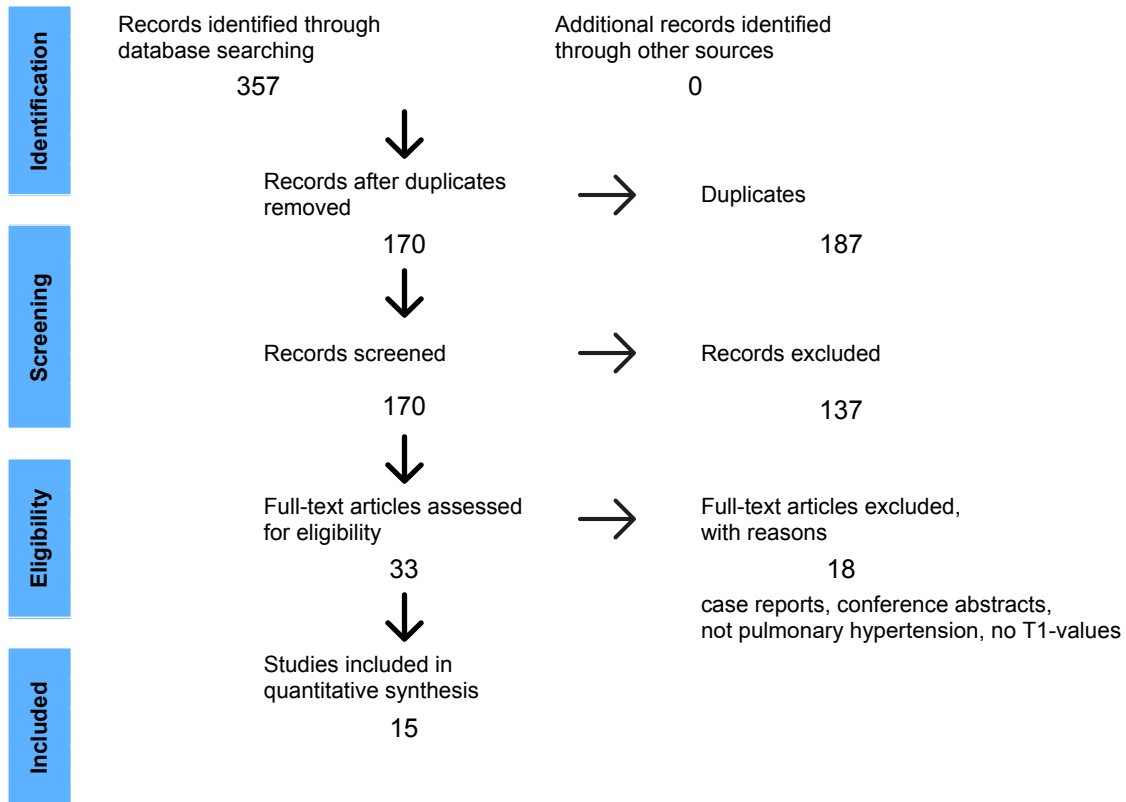 Identification
Records identified through
database searching
357
Additional records identified
through other sources
0
Records after duplicates
removed
170
Duplicates
187
Screening
Records screened
170
Records excluded
137
Eligibility
Full-text articles assessed
for eligibility
33
Full-text articles excluded,
with reasons
18
case reports, conference abstracts,
not pulmonary hypertension, no T1-values
Included
Studies included in
quantitative synthesis
15